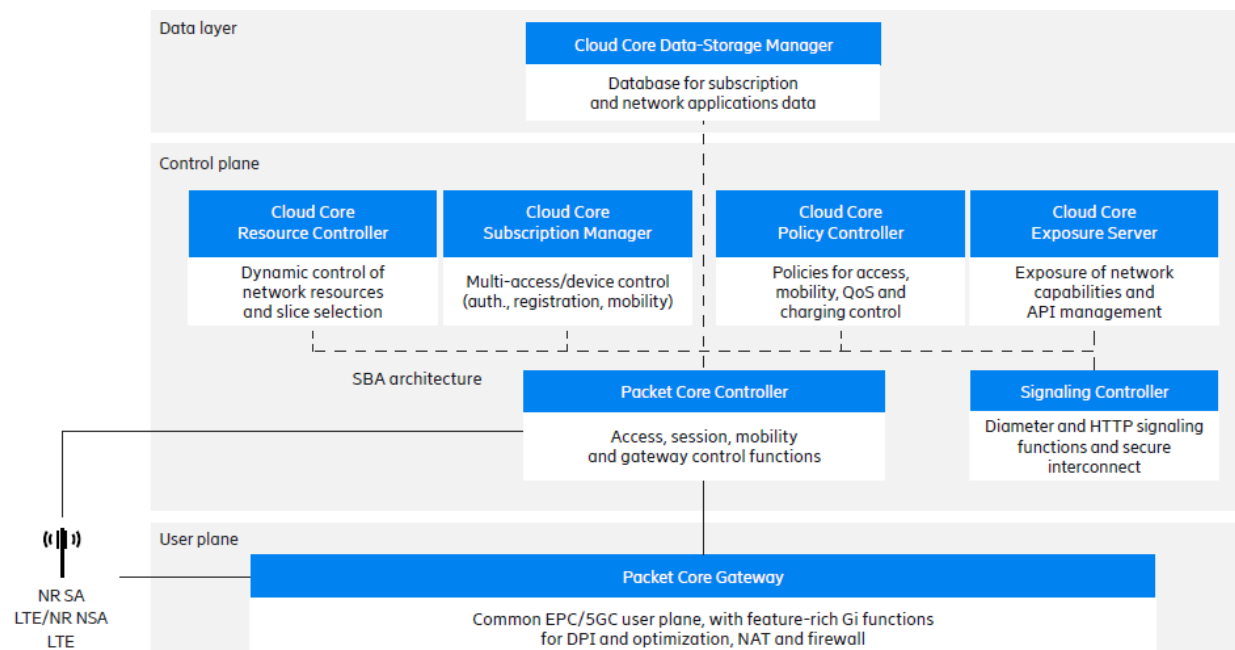 Data layer
Cloud Core Data-Storage Manager
Database for subscription
and network applications data
Control plane
Cloud Core
Resource Controller
Dynamic control of
network resources
and slice selection
Cloud Core
Subscription Manager
Multi-access/device control
(auth., registration, mobility)
Cloud Core
Policy Controller
Policies for access,
mobility, QoS and
charging control
Cloud Core
Exposure Server
Exposure of network
capabilities and
API management
SBA architecture
Packet Core Controller
Access, session, mobility
and gateway control functions
Signaling Controller
Diameter and HTTP signaling
functions and secure
interconnect
User plane
NR SA
LTE/NR NSA
LTE
Packet Core Gateway
Common EPC/5GC user plane, with feature-rich Gi functions
for DPI and optimization, NAT and firewall